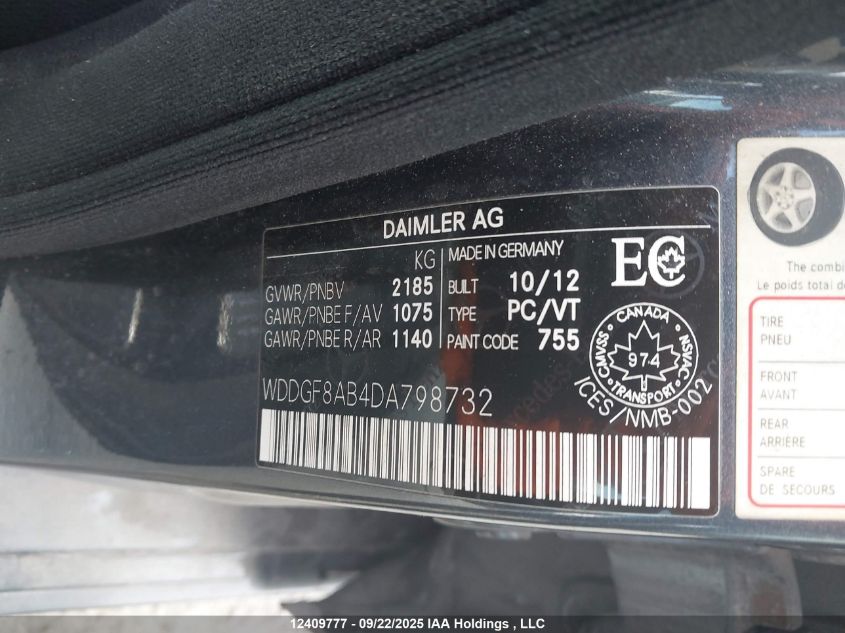 DAIMLER AG
KG
GVWR/PNBV 2185
GAWR/PNBE F/AV 1075
GAWR/PNBE R/AR 1140
MADE IN GERMANY
BUILT 10/12
TYPE PC/VT
PAINT CODE 755
EC
CANADA
CMVSS 974 NSVAC
TRANSPORT
ICES/NMB-002
WDDGF8AB4DA798732
The combi
Le poids total de
TIRE
PNEU
FRONT
AVANT
REAR
ARRIÈRE
SPARE
DE SECOURS
12409777 - 09/22/2025 IAA Holdings , LLC